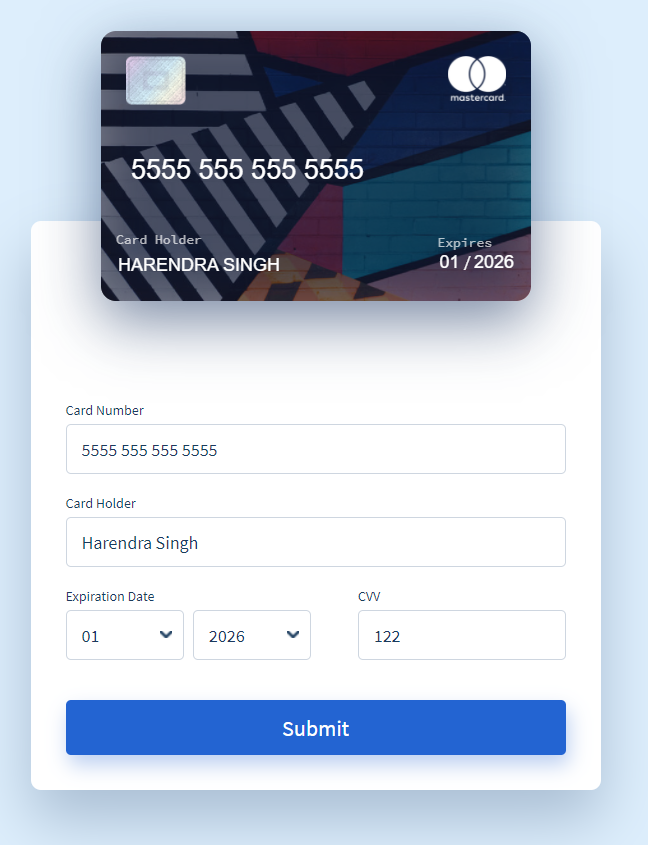 mastercard.
5555 555 555 5555
Card Holder
Expires
HARENDRA SINGH
01 / 2026
Card Number
5555 555 555 5555
Card Holder
Harendra Singh
Expiration Date
CVV
01
2026
122
Submit